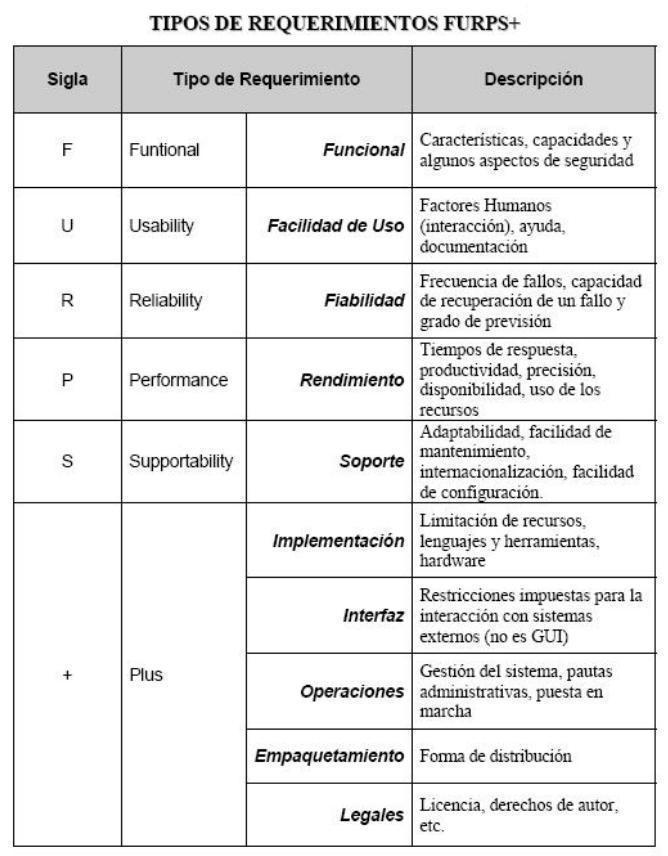 TIPOS DE REQUERIMIENTOS FURPS+
Sigla Tipo de Requerimiento Descripción
F Funtional Funcional Características, capacidades y
algunos aspectos de seguridad
U Usability Facilidad de Uso Factores Humanos
(interacción), ayuda,
documentación
R Reliability Fiabilidad Frecuencia de fallos, capacidad
de recuperación de un fallo y
grado de previsión
P Performance Rendimiento Tiempos de respuesta,
productividad, precisión,
disponibilidad, uso de los
recursos
S Supportability Soporte Adaptabilidad, facilidad de
mantenimiento,
internacionalización, facilidad
de configuración.
+ Plus Implementación Limitación de recursos,
lenguajes y herramientas,
hardware
Interfaz Restricciones impuestas para la
interacción con sistemas
externos (no es GUI)
Operaciones Gestión del sistema, pautas
administrativas, puesta en
marcha
Empaquetamiento Forma de distribución
Legales Licencia, derechos de autor,
etc.